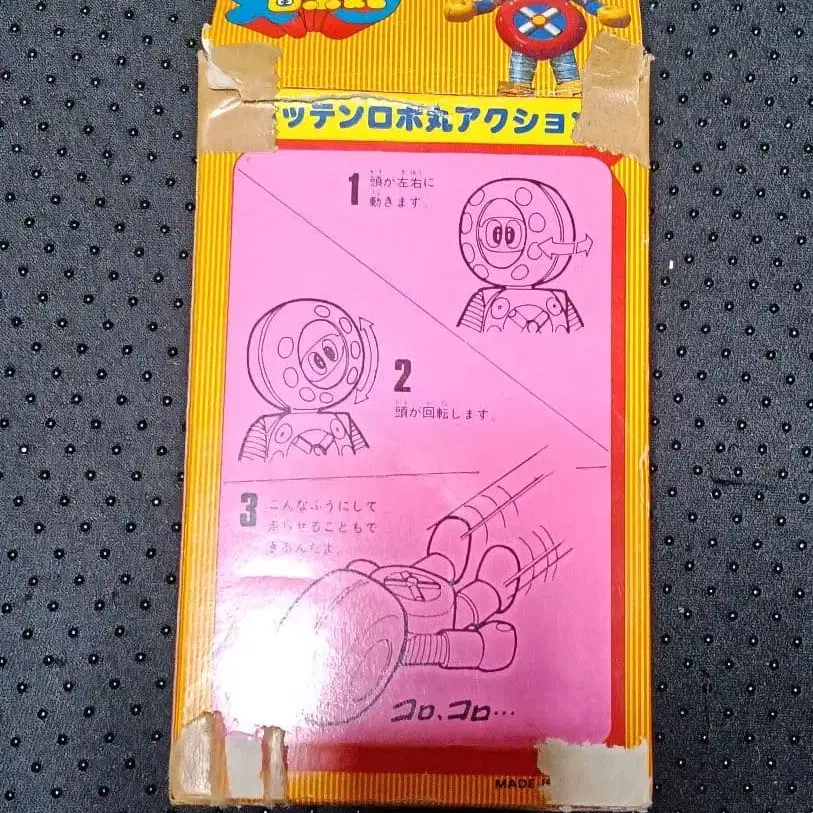 ッテンロボ丸アクション
1 頭が左右に
動きます。
2
頭が回転します。
3 こんなふうにして
走らせることもで
きるんだよ。
コロ、コロ…
MADE